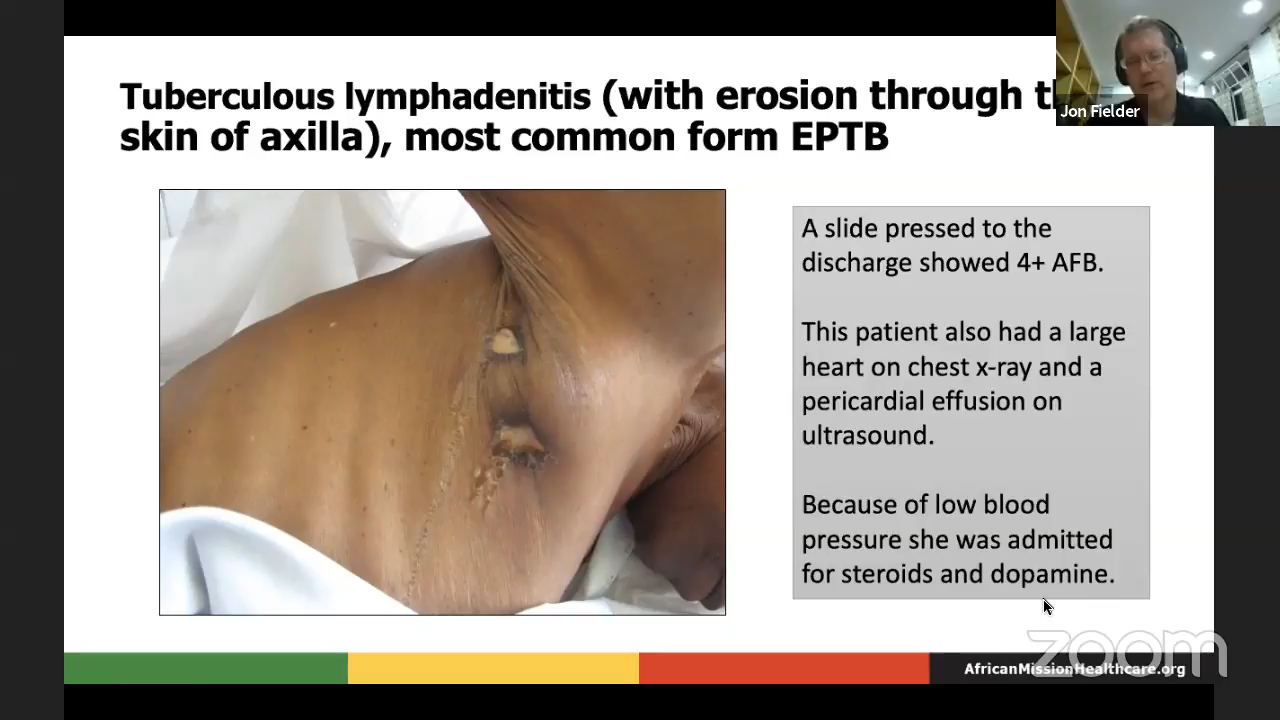 Tuberculous lymphadenitis (with erosion through
skin of axilla), most common form EPTB
Jon Fielder
A slide pressed to the
discharge showed 4+ AFB.
This patient also had a large
heart on chest x-ray and a
pericardial effusion on
ultrasound.
Because of low blood
pressure she was admitted
for steroids and dopamine.
zoom
AfricanMissionHealthcare.org